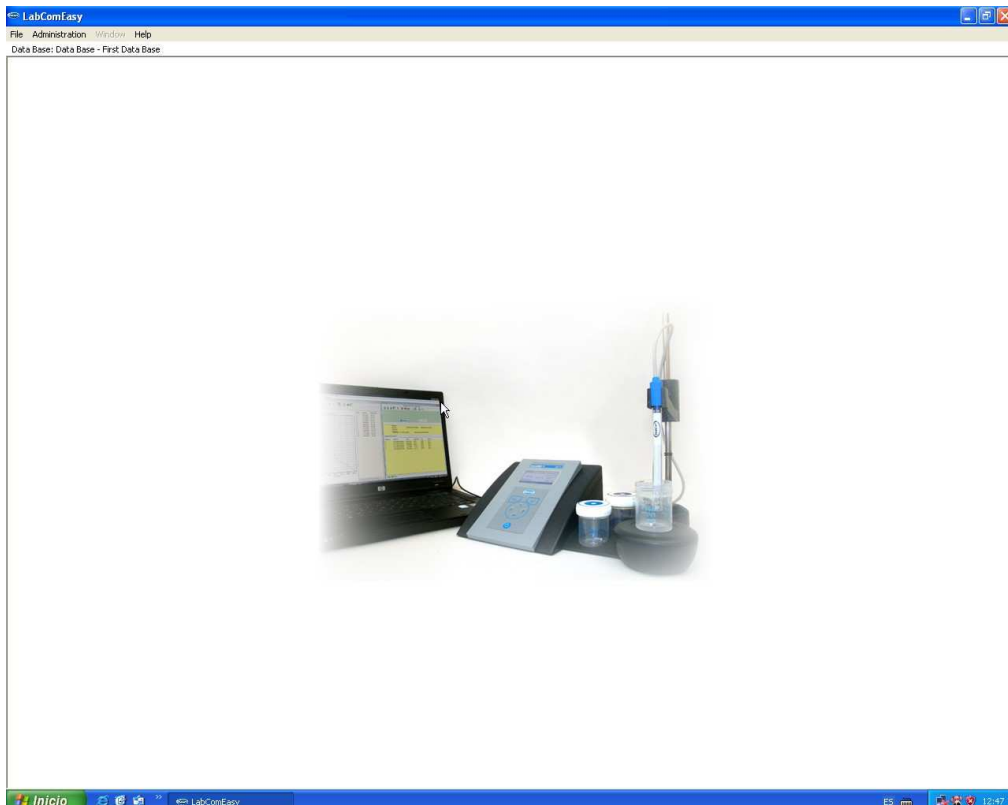 LabComEasy
File Administration Window Help
Data Base: Data Base - First Data Base
Inicio » LabComEasy ES 12:47